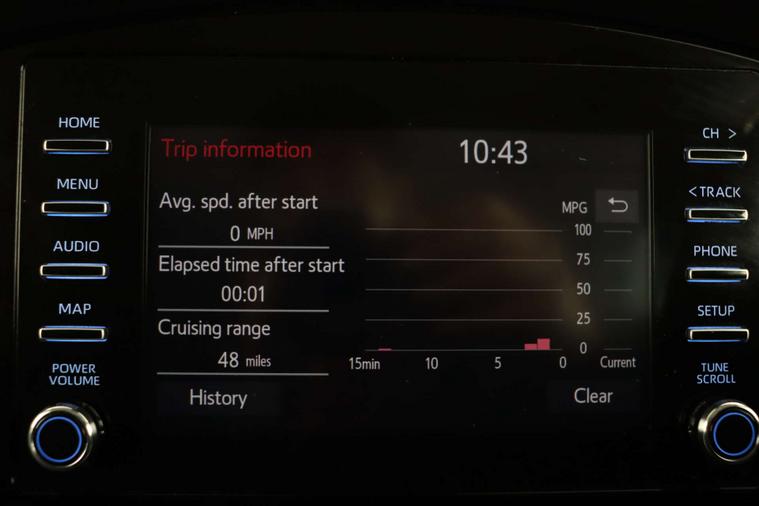 HOME
MENU
AUDIO
MAP
POWER
VOLUME
Trip information
10:43
Avg. spd. after start
0 MPH
Elapsed time after start
00:01
Cruising range
48 miles
History
MPG
100
75
50
25
0
15min 10 5 0 Current
Clear
CH >
< TRACK
PHONE
SETUP
TUNE
SCROLL